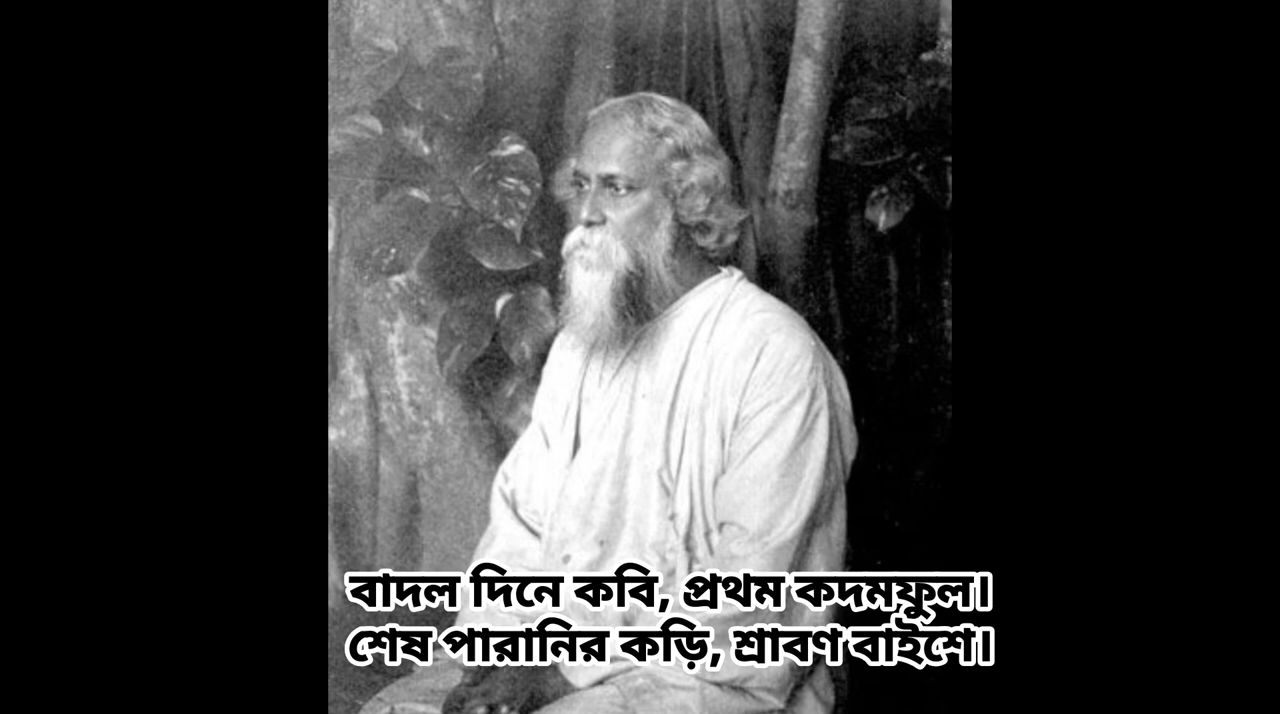 বাদল দিনে কবি, প্রথম কদমফুল।
শেষ পারানির কড়ি, শ্রাবণ বাইশে।